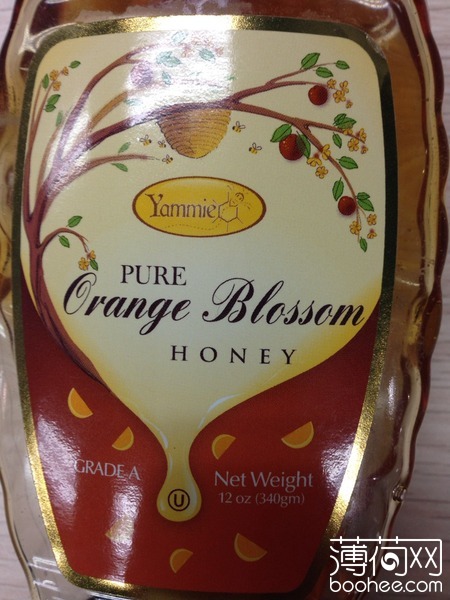 Yammie
PURE
Orange Blossom
HONEY
GRADE A
Net Weight
12 oz (340gm)
U
薄荷网
boohee.com